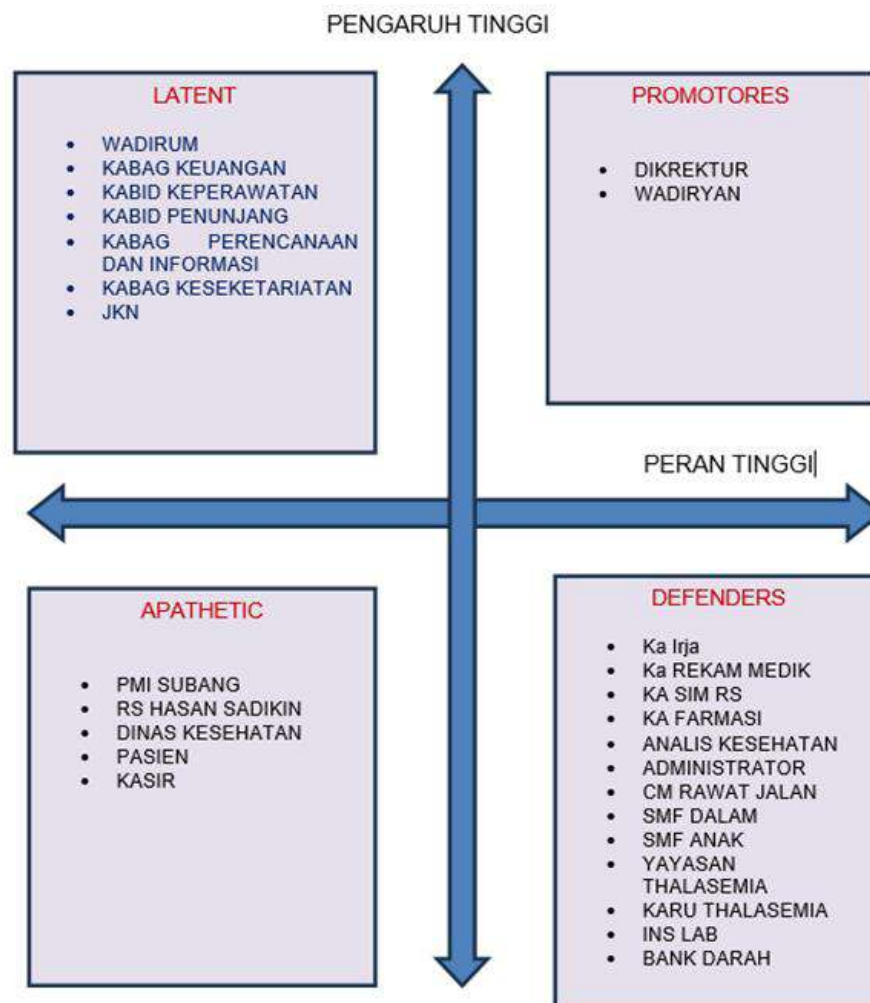 PENGARUH TINGGI
LATENT
• WADIRUM
• KABAG KEUANGAN
• KABID KEPERAWATAN
• KABID PENUNJANG
• KABAG PERENCANAAN
DAN INFORMASI
• KABAG KESEKETARIATAN
• JKN
PROMOTORES
• DIKREKTUR
• WADIRYAN
PERAN TINGGI
APATHETIC
• PMI SUBANG
• RS HASAN SADIKIN
• DINAS KESEHATAN
• PASIEN
• KASIR
DEFENDERS
• Ka Irja
• Ka REKAM MEDIK
• KA SIM RS
• KA FARMASI
• ANALIS KESEHATAN
• ADMINISTRATOR
• CM RAWAT JALAN
• SMF DALAM
• SMF ANAK
• YAYASAN
THALASEMIA
• KARU THALASEMIA
• INS LAB
• BANK DARAH